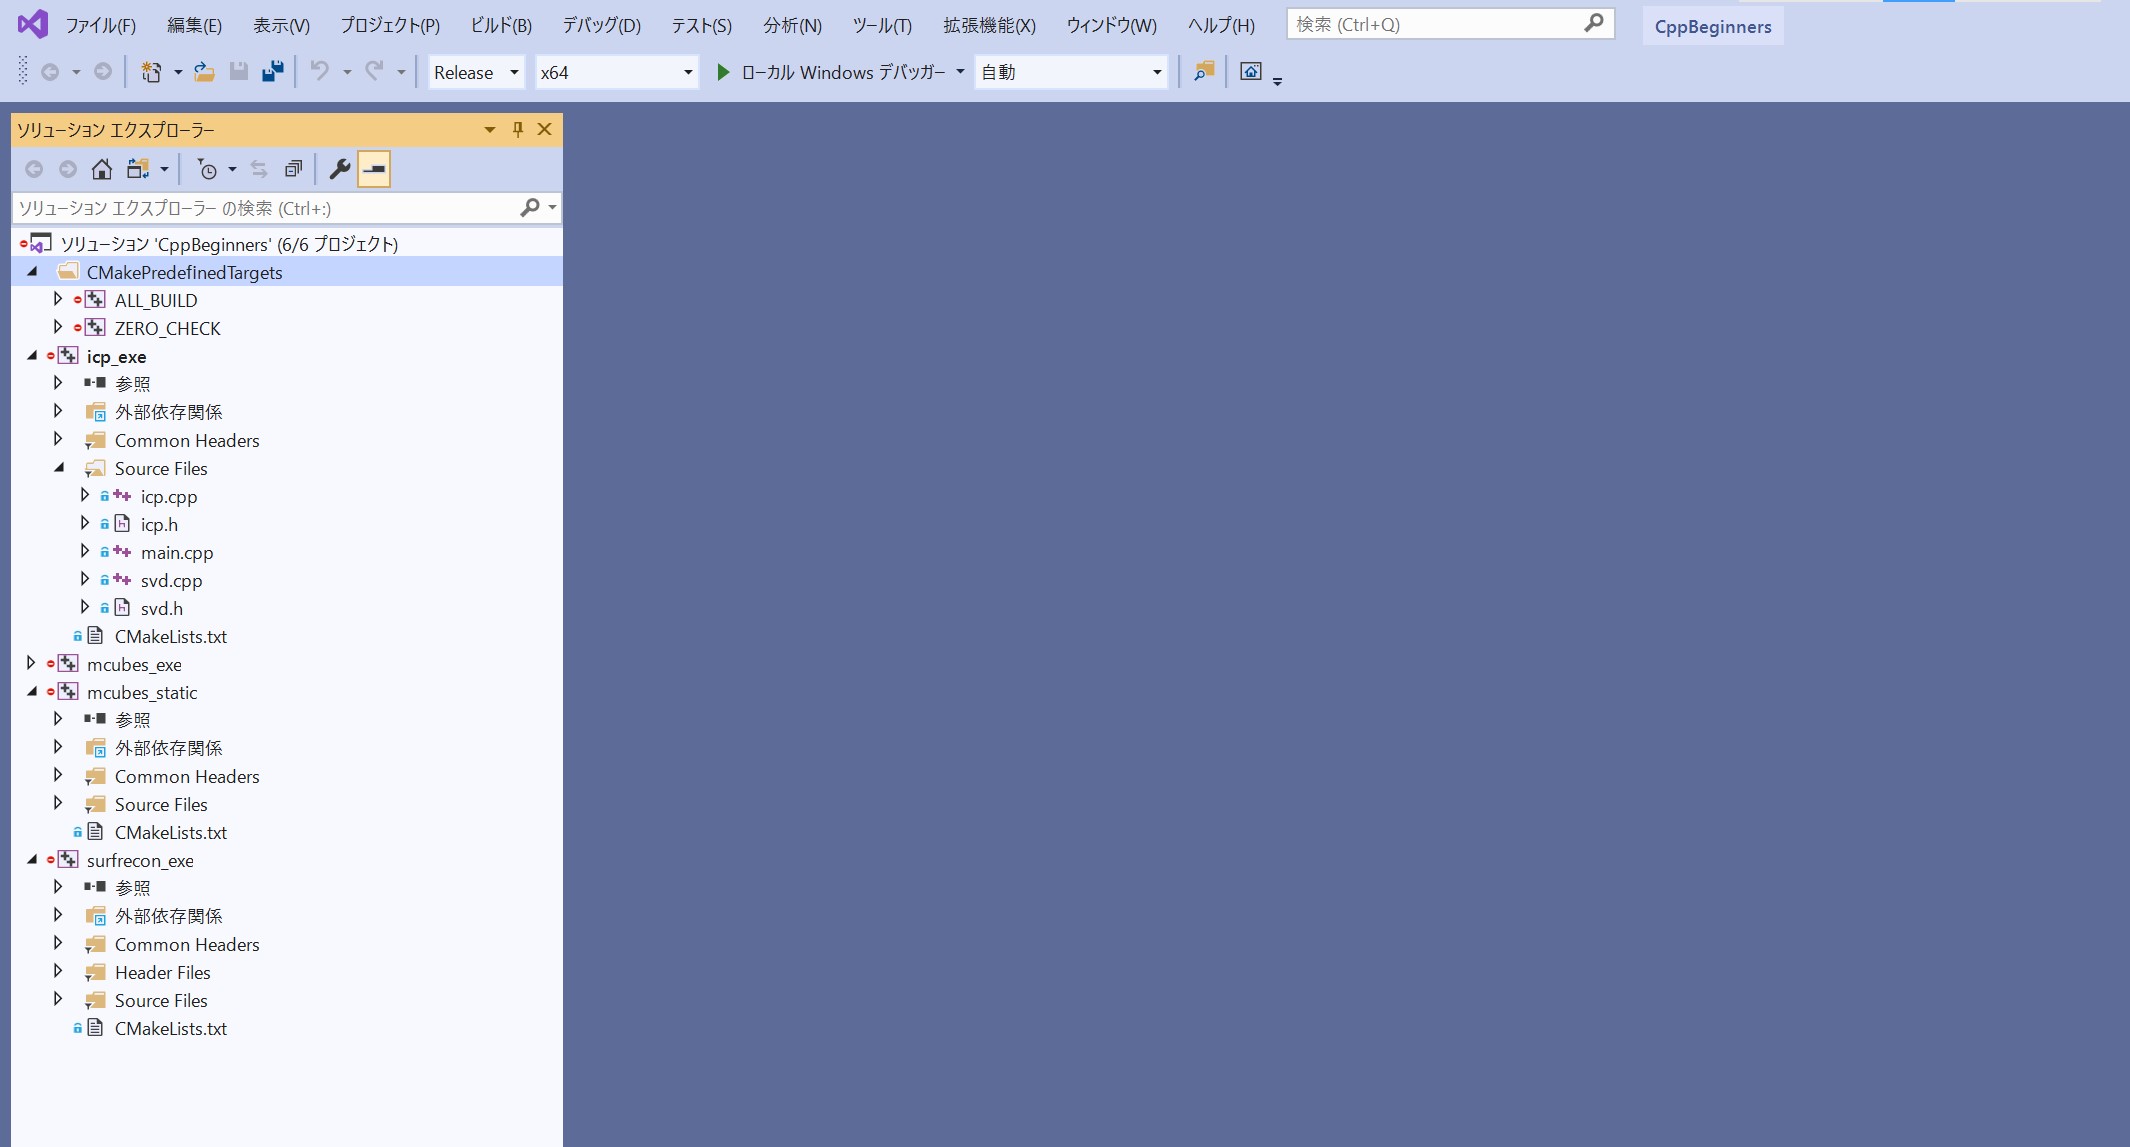 ファイル(F) 編集(E) 表示(V) プロジェクト(P) ビルド(B) デバッグ(D) テスト(S) 分析(N) ツール(T) 拡張機能(X) ウィンドウ(W) ヘルプ(H) 検索 (Ctrl+Q) CppBeginners
Release x64 ローカル Windows デバッガー 自動
ソリューション エクスプローラー
ソリューション エクスプローラー の検索 (Ctrl+:)
ソリューション 'CppBeginners' (6/6 プロジェクト)
CMakePredefinedTargets
ALL_BUILD
ZERO_CHECK
icp_exe
参照
外部依存関係
Common Headers
Source Files
icp.cpp
icp.h
main.cpp
svd.cpp
svd.h
CMakeLists.txt
mcubes_exe
mcubes_static
参照
外部依存関係
Common Headers
Source Files
CMakeLists.txt
surfrecon_exe
参照
外部依存関係
Common Headers
Header Files
Source Files
CMakeLists.txt